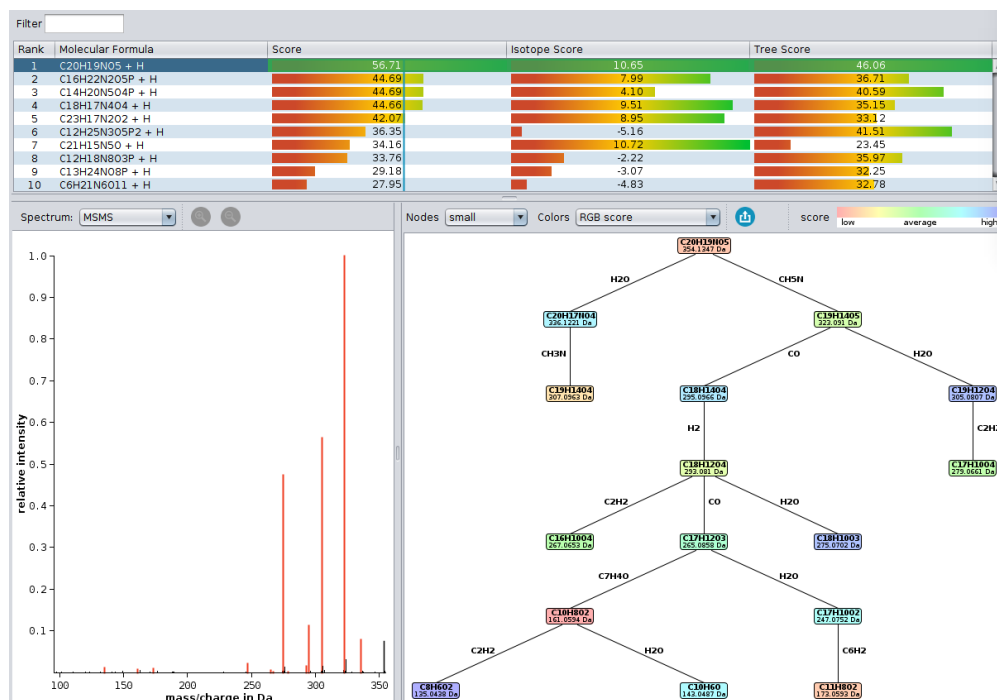 Filter
Rank Molecular Formula Score Isotope Score Tree Score
1 C20H19NO5 + H 56.71 10.65 46.06
2 C16H22N2O5P + H 44.69 7.99 36.71
3 C14H20N5O4P + H 44.69 4.10 40.59
4 C18H17N4O4 + H 44.66 9.51 35.15
5 C23H17N2O2 + H 42.07 8.95 33.12
6 C12H25N3O5P2 + H 36.35 -5.16 41.51
7 C21H15N5O + H 34.16 10.72 23.45
8 C12H18N8O3P + H 33.76 -2.22 35.97
9 C13H24NO8P + H 29.18 -3.07 32.25
10 C6H21N6O11 + H 27.95 -4.83 32.78
Spectrum: MSMS
Nodes small Colors RGB score score low average high
1.0
0.9
0.8
0.7
0.6
0.5
0.4
0.3
0.2
0.1
relative intensity
100 150 200 250 300 350
mass/charge in Da
C20H19NO5
354.1347 Da
H2O CH5N
C20H17NO4 C19H14O5
336.1221 Da 323.091 Da
CH3N CO H2O
C19H14O4 C18H14O4 C19H12O4
307.0963 Da 295.0966 Da 305.0807 Da
H2 C2H2
C18H12O4 C17H10O4
293.081 Da 279.0661 Da
C2H2 CO H2O
C16H10O4 C17H12O3 C18H10O3
267.0653 Da 265.0858 Da 275.0702 Da
C7H4O H2O
C10H8O2 C17H10O2
161.0594 Da 247.0752 Da
C2H2 H2O C6H2
C8H6O2 C10H6O C11H8O2
135.0438 Da 143.0487 Da 173.0593 Da